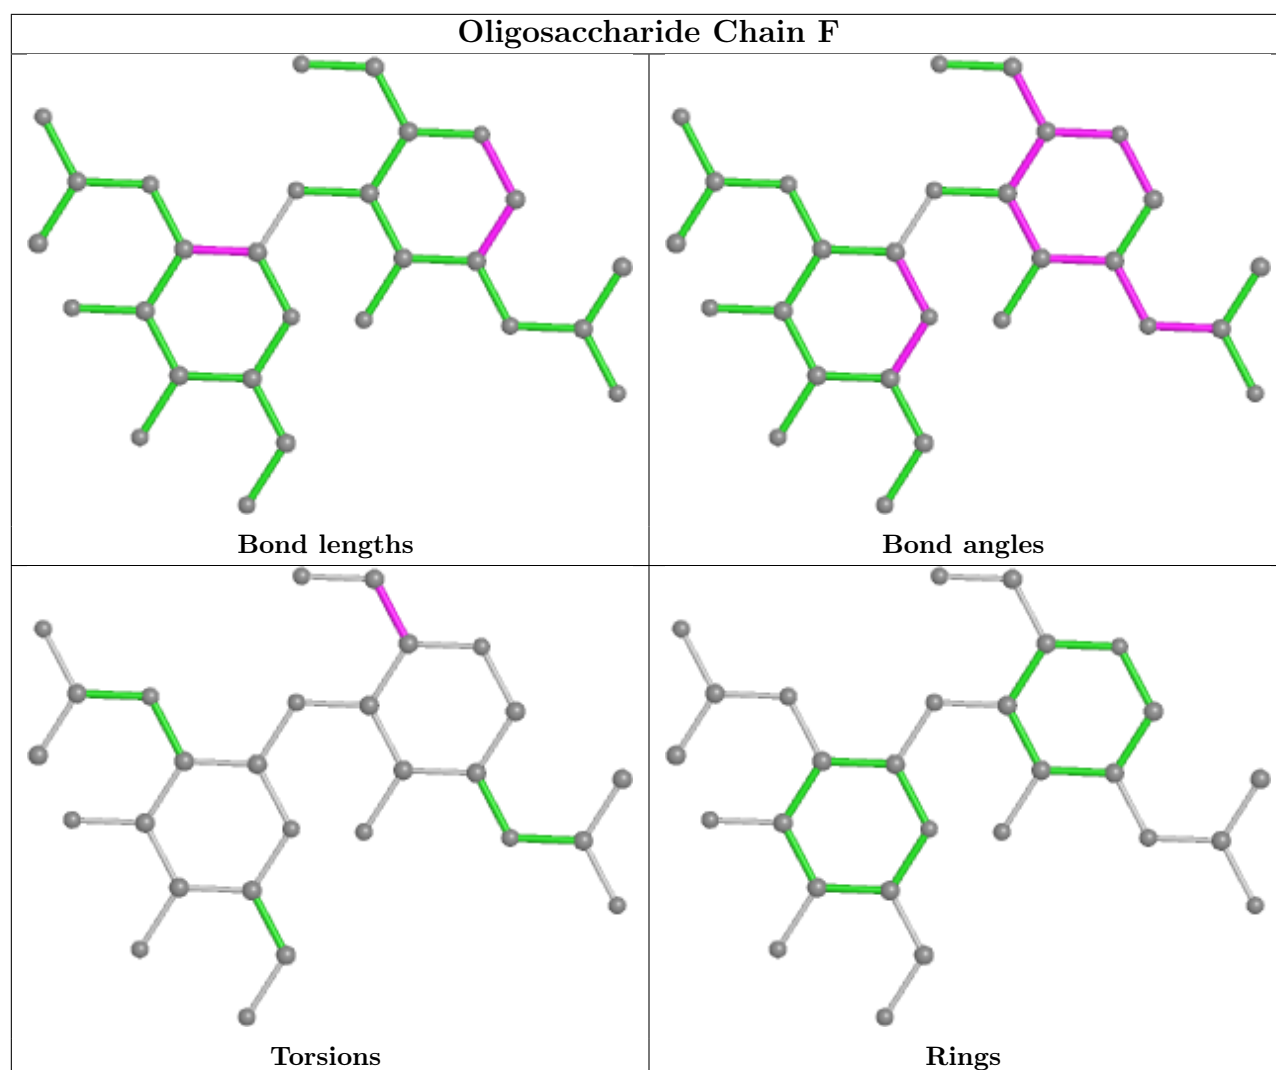 Oligosaccharide Chain F
Bond lengths
Bond angles
Torsions
Rings